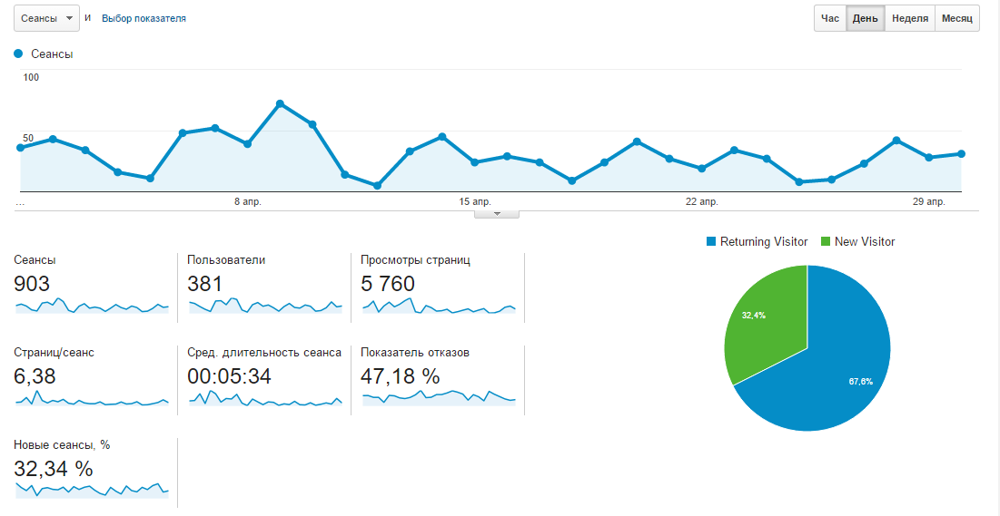 Сеансы и Выбор показателя Час День Неделя Месяц
Сеансы
100
50
... 8 апр. 15 апр. 22 апр. 29 апр.
Returning Visitor New Visitor
Сеансы Пользователи Просмотры страниц
903 381 5 760
32,4%
67,6%
Страниц/сеанс Сред. длительность сеанса Показатель отказов
6,38 00:05:34 47,18 %
Новые сеансы, %
32,34 %